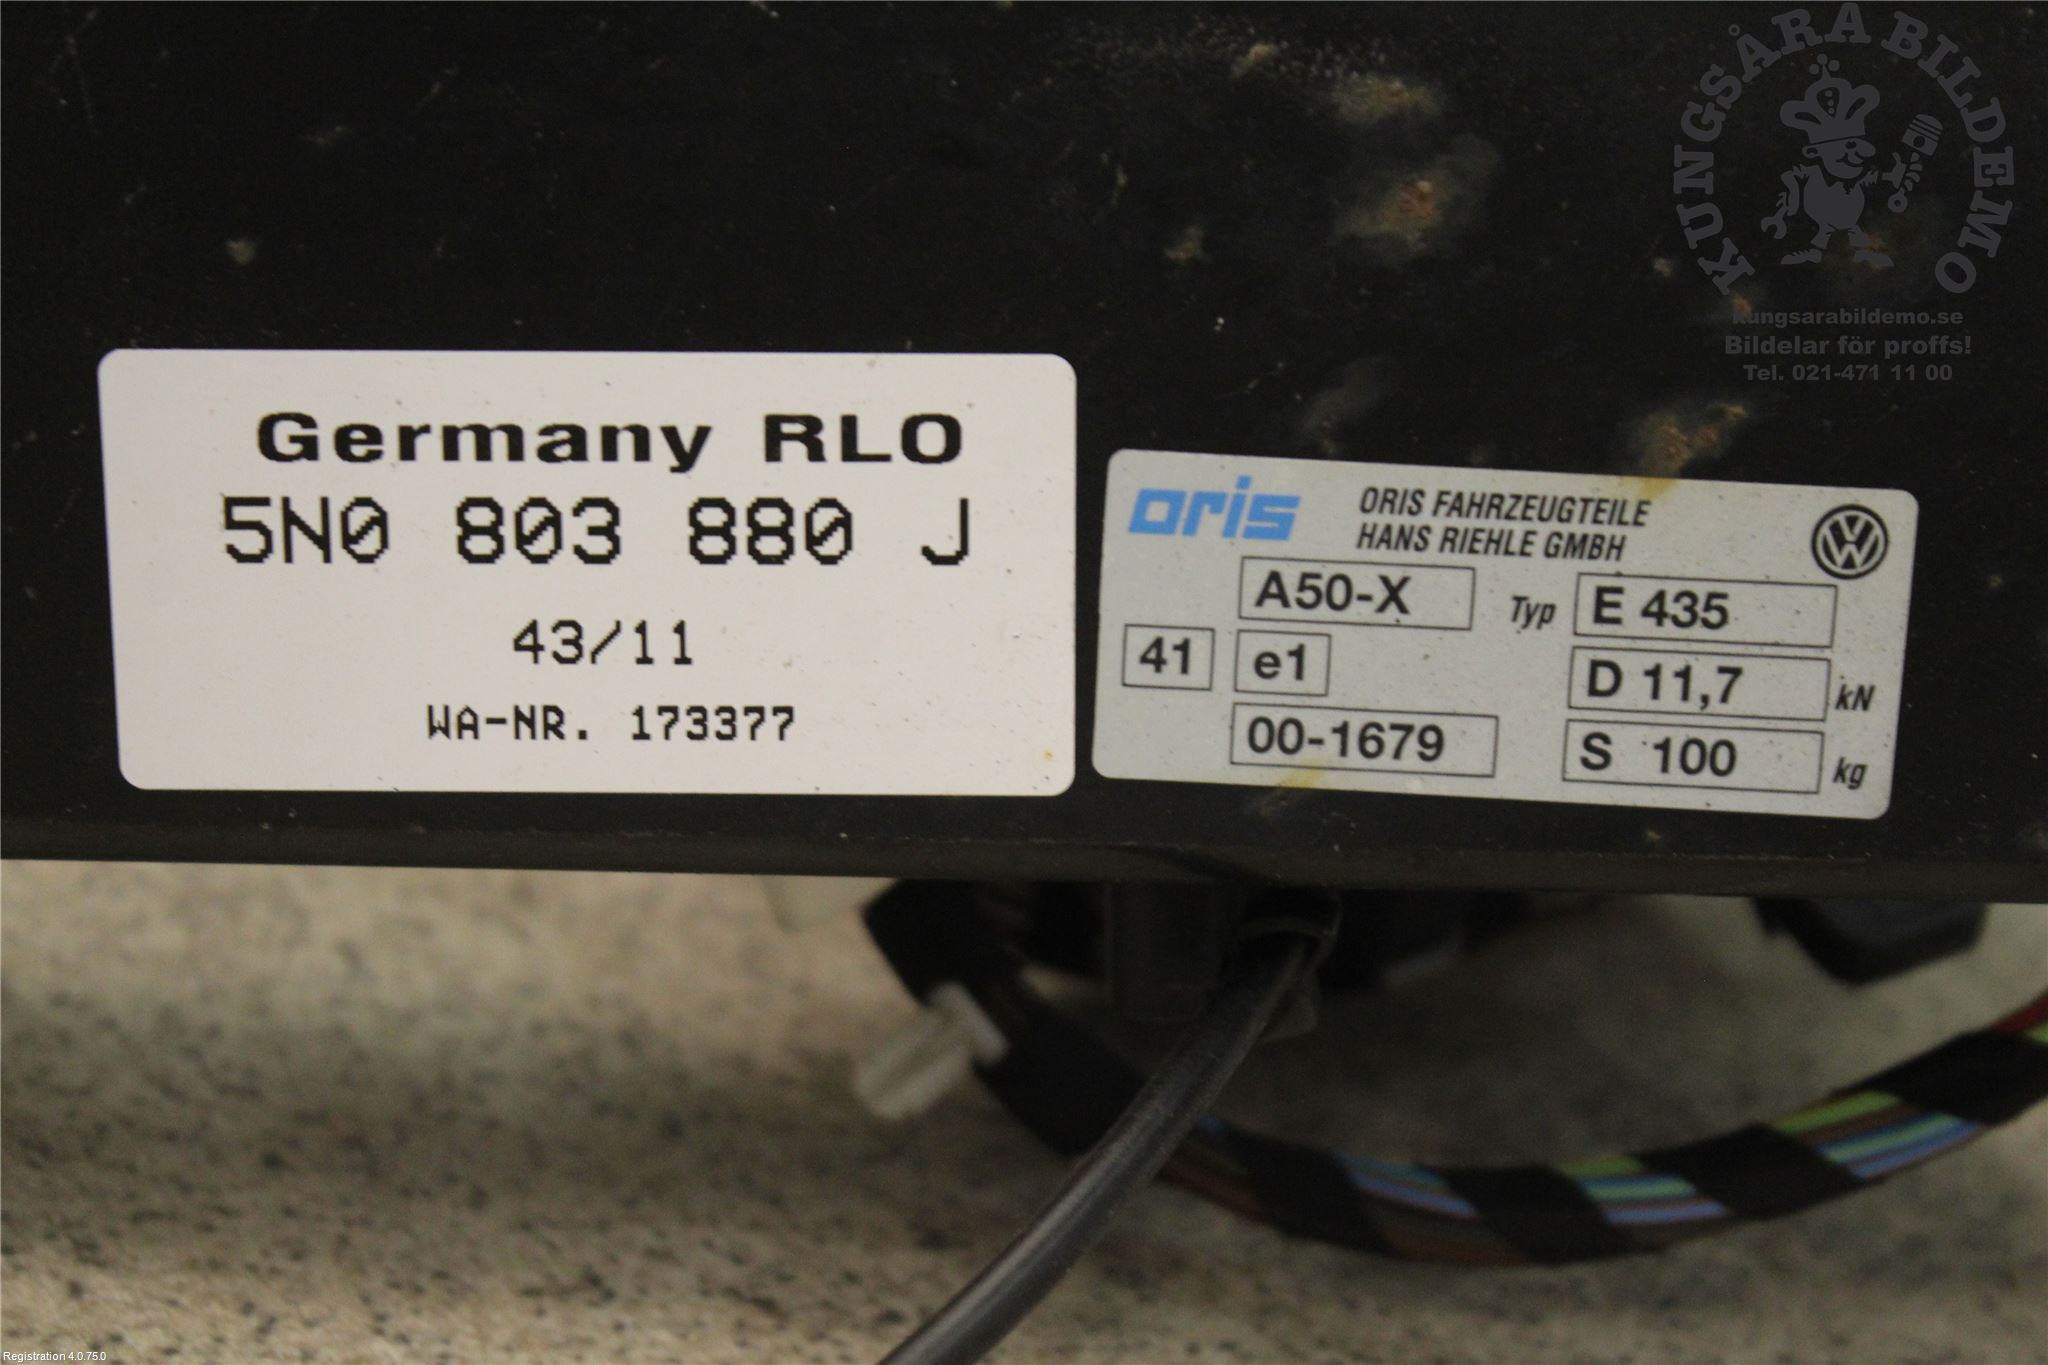 KUNGSÅRA BILDEMO
kungsarabildemo.se
Bildelar för proffs!
Tel. 021-471 11 00
Germany RLO
5N0 803 880 J
43/11
WA-NR. 173377
oris
ORIS FAHRZEUGTEILE
HANS RIEHLE GMBH
A50-X
Typ E 435
41 e1
D 11,7 kN
00-1679
S 100 kg
Registration 4.0.75.0